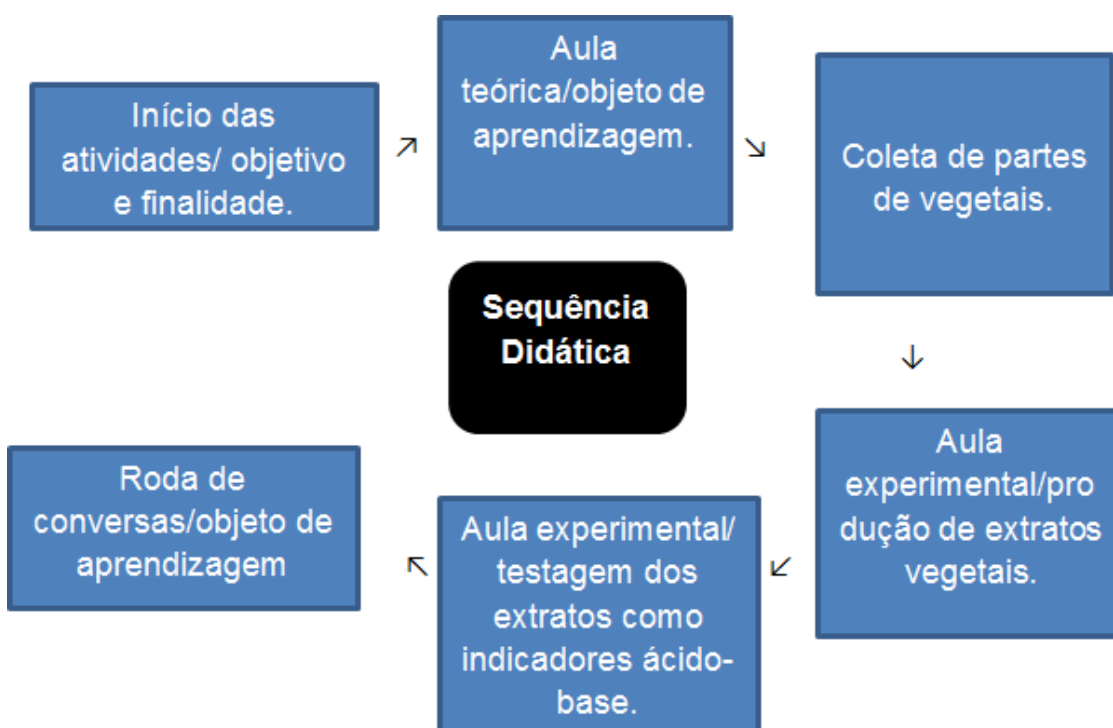 Início das
atividades/ objetivo
e finalidade.
↗
Aula
teórica/objeto de
aprendizagem.
↘
Coleta de partes
de vegetais.
↓
Sequência
Didática
Aula
experimental/pro
dução de extratos
vegetais.
↙
Aula experimental/
testagem dos
extratos como
indicadores ácido-
base.
↖
Roda de
conversas/objeto de
aprendizagem